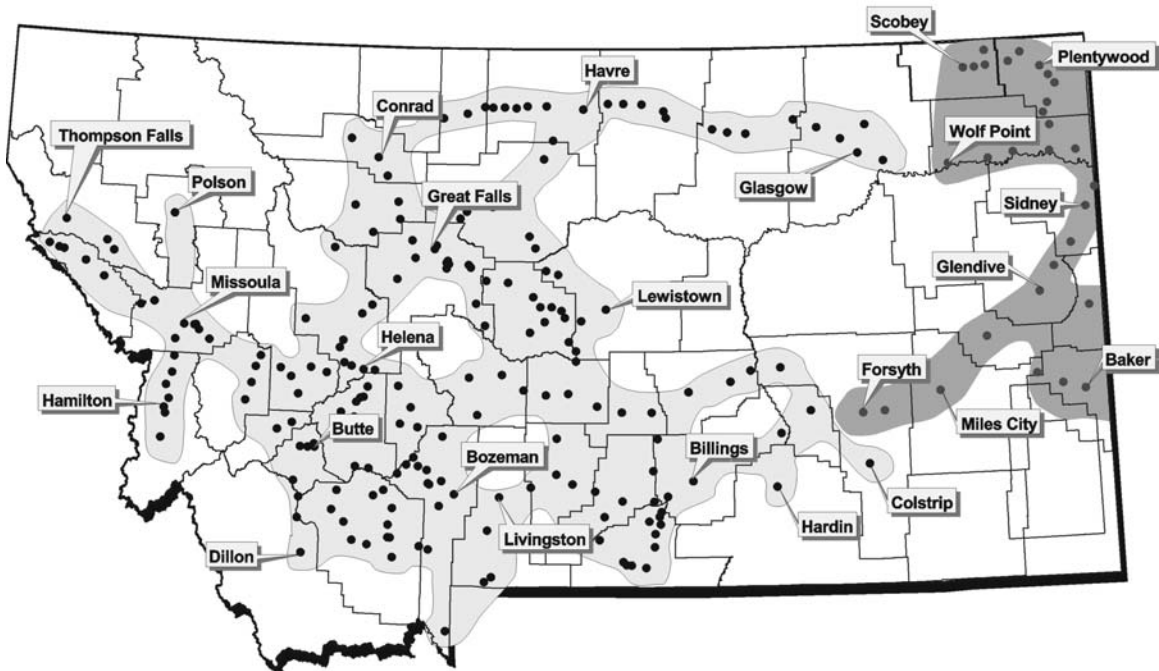 Scobey
Plentywood
Havre
Conrad
Thompson Falls
Wolf Point
Polson
Glasgow
Great Falls
Sidney
Glendive
Missoula
Lewistown
Helena
Baker
Forsyth
Hamilton
Miles City
Butte
Billings
Bozeman
Colstrip
Hardin
Livingston
Dillon